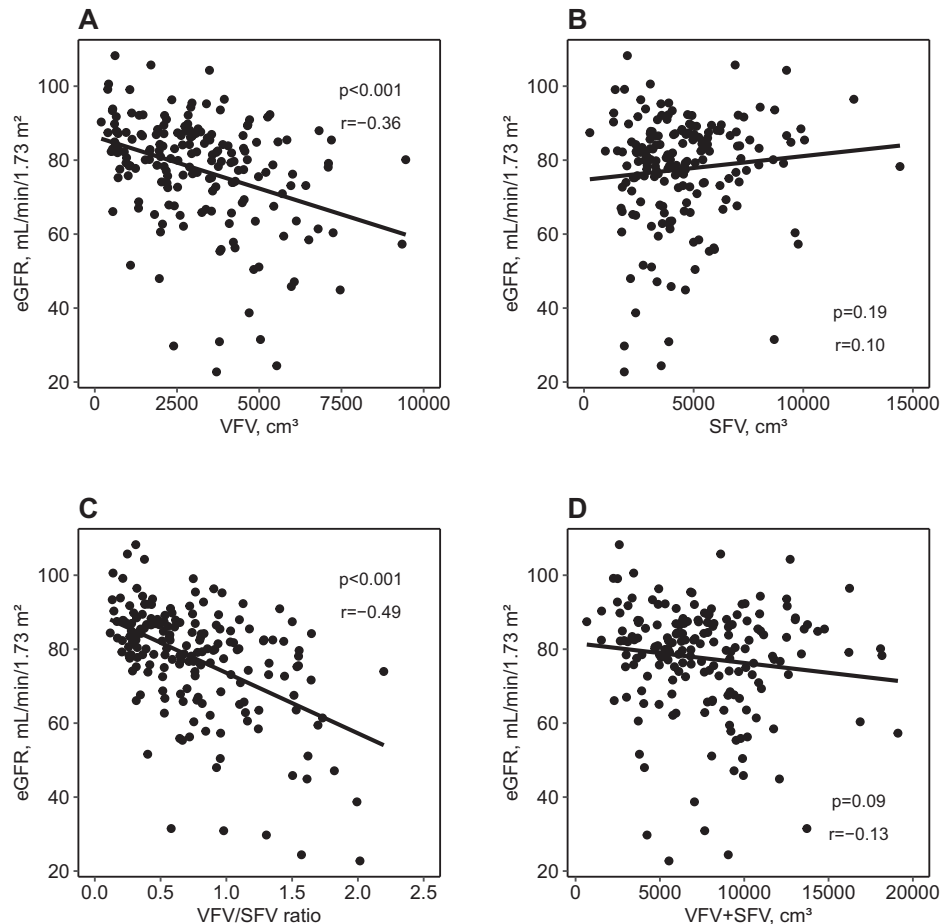 A
eGFR, mL/min/1.73 m²
100
80
60
40
20
p<0.001
r=−0.36
0 2500 5000 7500 10000
VFV, cm³
B
eGFR, mL/min/1.73 m²
100
80
60
40
20
p=0.19
r=0.10
0 5000 10000 15000
SFV, cm³
C
eGFR, mL/min/1.73 m²
100
80
60
40
20
p<0.001
r=−0.49
0.0 0.5 1.0 1.5 2.0 2.5
VFV/SFV ratio
D
eGFR, mL/min/1.73 m²
100
80
60
40
20
p=0.09
r=−0.13
0 5000 10000 15000 20000
VFV+SFV, cm³